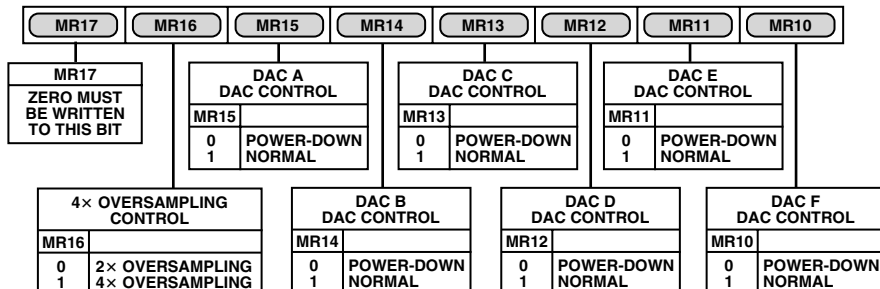 MR17 MR16 MR15 MR14 MR13 MR12 MR11 MR10
MR17
ZERO MUST
BE WRITTEN
TO THIS BIT
DAC A
DAC CONTROL
MR15
0 POWER-DOWN
1 NORMAL
DAC C
DAC CONTROL
MR13
0 POWER-DOWN
1 NORMAL
DAC E
DAC CONTROL
MR11
0 POWER-DOWN
1 NORMAL
4× OVERSAMPLING
CONTROL
MR16
0 2× OVERSAMPLING
1 4× OVERSAMPLING
DAC B
DAC CONTROL
MR14
0 POWER-DOWN
1 NORMAL
DAC D
DAC CONTROL
MR12
0 POWER-DOWN
1 NORMAL
DAC F
DAC CONTROL
MR10
0 POWER-DOWN
1 NORMAL